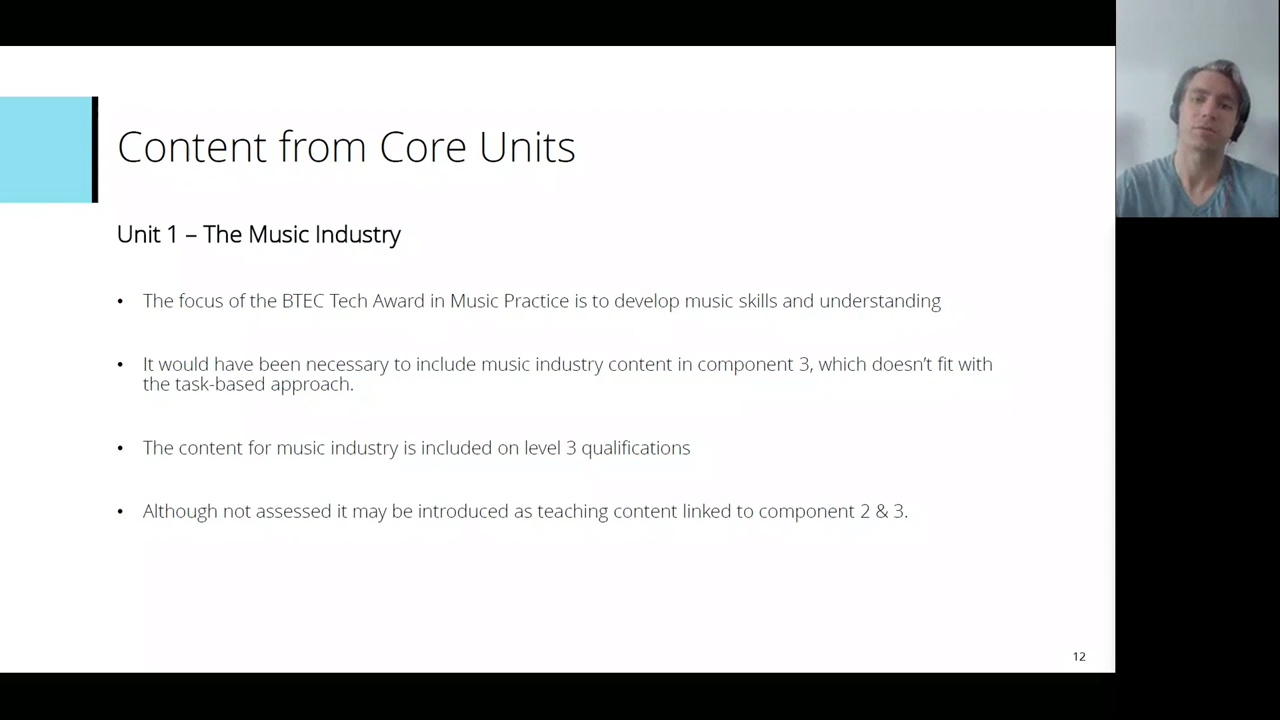 Content from Core Units
Unit 1 – The Music Industry
• The focus of the BTEC Tech Award in Music Practice is to develop music skills and understanding
• It would have been necessary to include music industry content in component 3, which doesn’t fit with
the task-based approach.
• The content for music industry is included on level 3 qualifications
• Although not assessed it may be introduced as teaching content linked to component 2 & 3.
12